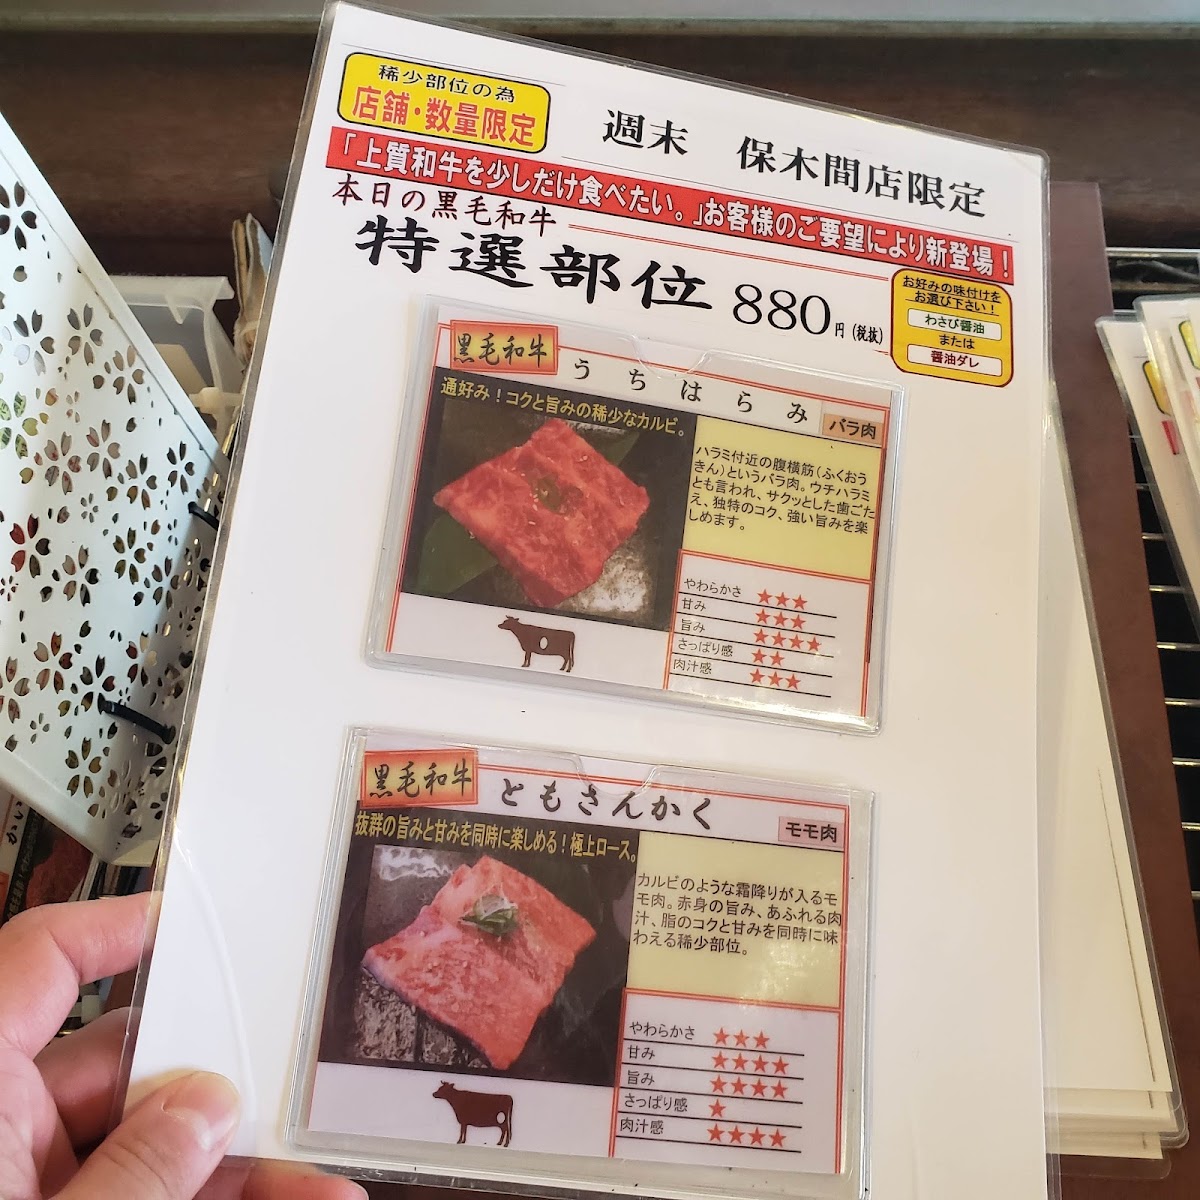 稀少部位の為
店舗・数量限定
週末 保木間店限定
「上質和牛を少しだけ食べたい。」お客様のご要望により新登場！
本日の黒毛和牛
特選部位 880円（税抜）
お好みの味付けを
お選び下さい！
わさび醤油
または
醤油ダレ
黒毛和牛
うちはらみ
バラ肉
通好み！コクと旨みの稀少なカルビ。
ハラミ付近の腹横筋（ふくおう
きん）というバラ肉。ウチハラミ
とも言われ、サクッとした歯ごた
え、独特のコク、強い旨みを楽
しめます。
やわらかさ ★★★
甘み ★★★
旨み ★★★★
さっぱり感 ★★
肉汁感 ★★★
黒毛和牛
ともさんかく
モモ肉
抜群の旨みと甘みを同時に楽しめる！極上ロース。
カルビのような霜降りが入るモ
モ肉。赤身の旨み、あふれる肉
汁、脂のコクと甘みを同時に味
わえる稀少部位。
やわらかさ ★★★
甘み ★★★★
旨み ★★★★
さっぱり感 ★
肉汁感 ★★★★